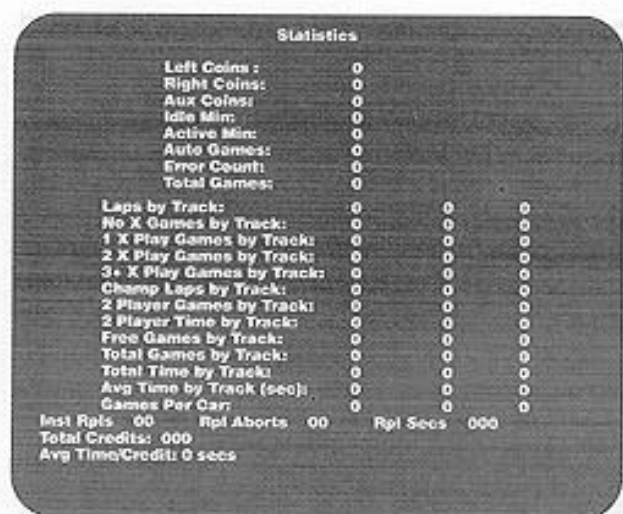 Statistics
Left Coins : 0
Right Coins: 0
Aux Coins: 0
Idle Min: 0
Active Min: 0
Auto Games: 0
Error Count: 0
Total Games: 0
Laps by Track: 0 0 0
No X Games by Track: 0 0 0
1 X Play Games by Track: 0 0 0
2 X Play Games by Track: 0 0 0
3+ X Play Games by Track: 0 0 0
Champ Laps by Track: 0 0 0
2 Player Games by Track: 0 0 0
2 Player Time by Track: 0 0 0
Free Games by Track: 0 0 0
Total Games by Track: 0 0 0
Total Time by Track: 0 0 0
Avg Time by Track (sec): 0 0 0
Games Per Car: 0 0 0
Inst Rpls 00 Rpl Aborts 00 Rpl Secs 000
Total Credits: 000
Avg Time/Credit: 0 secs